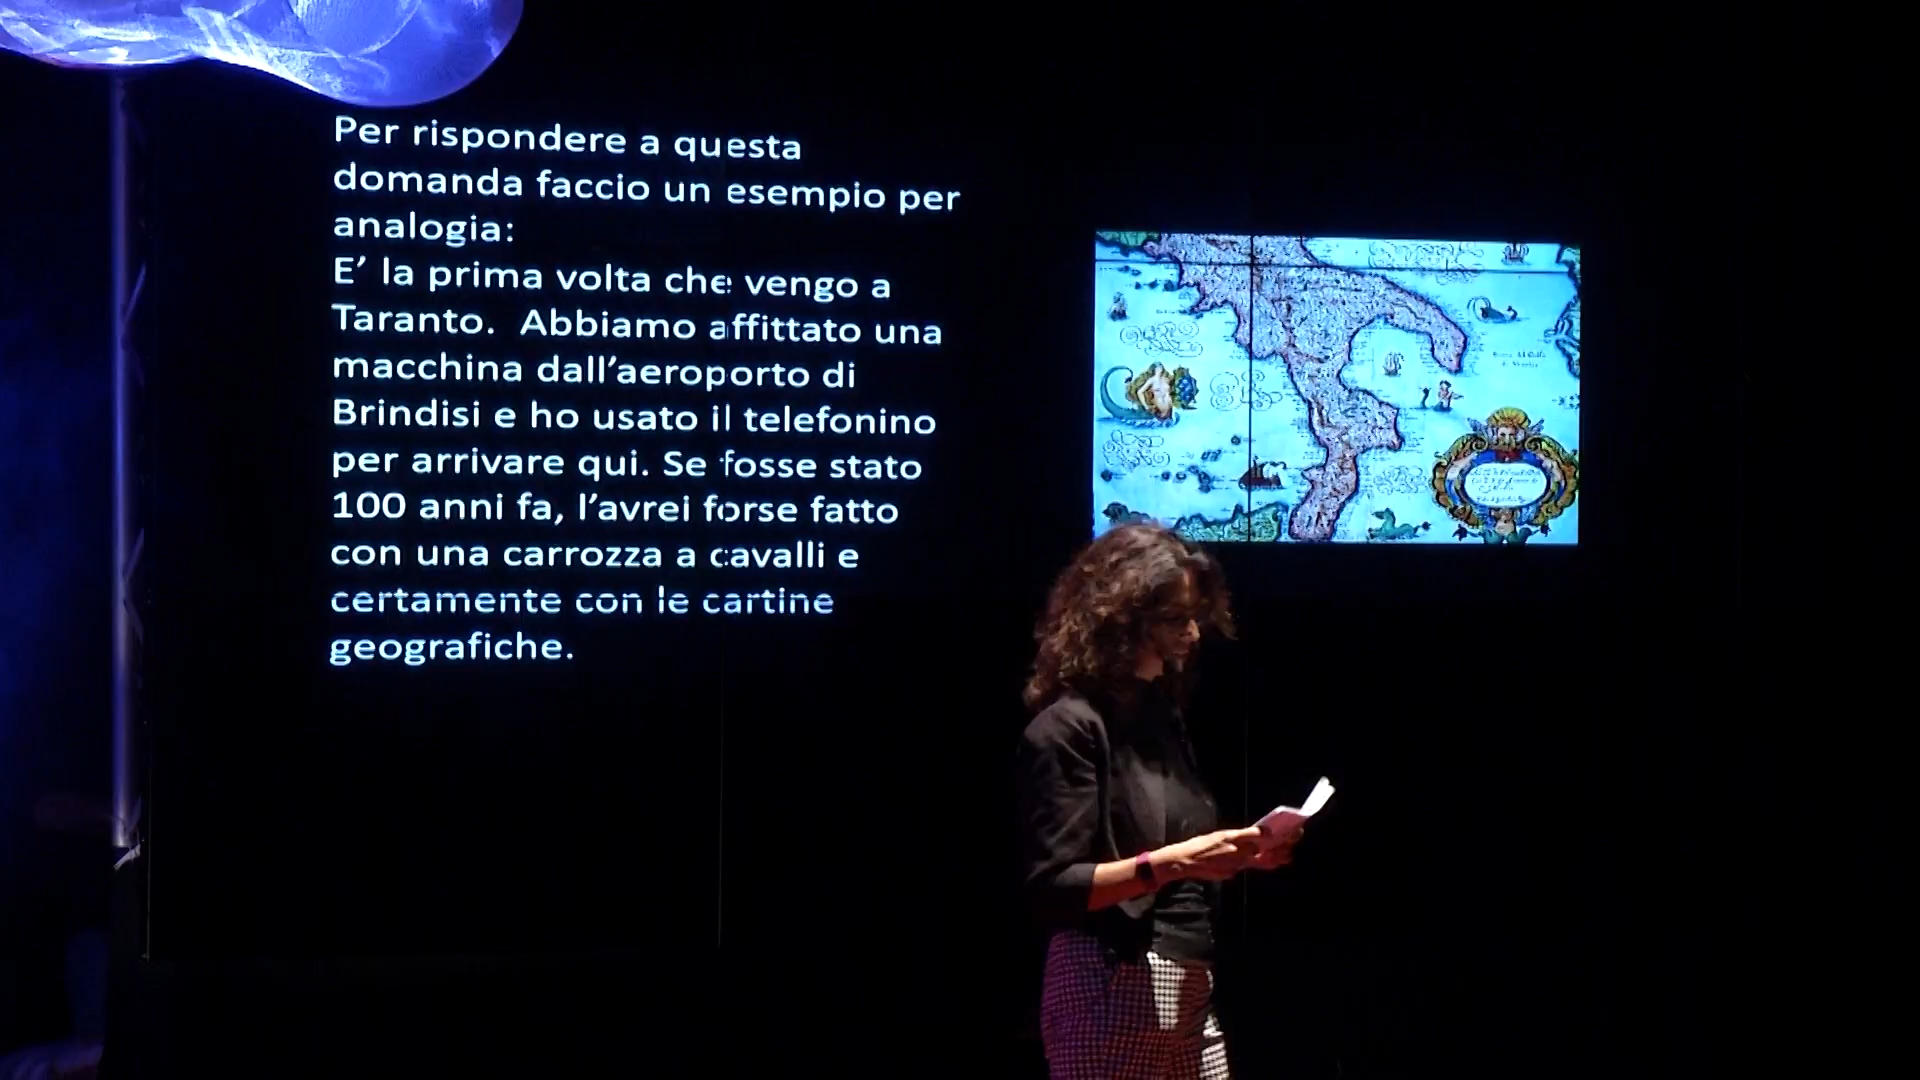 Per rispondere a questa
domanda faccio un esempio per
analogia:
E' la prima volta che vengo a
Taranto. Abbiamo affittato una
macchina dall'aeroporto di
Brindisi e ho usato il telefonino
per arrivare qui. Se fosse stato
100 anni fa, l'avrei forse fatto
con una carrozza a cavalli e
certamente con le cartine
geografiche.